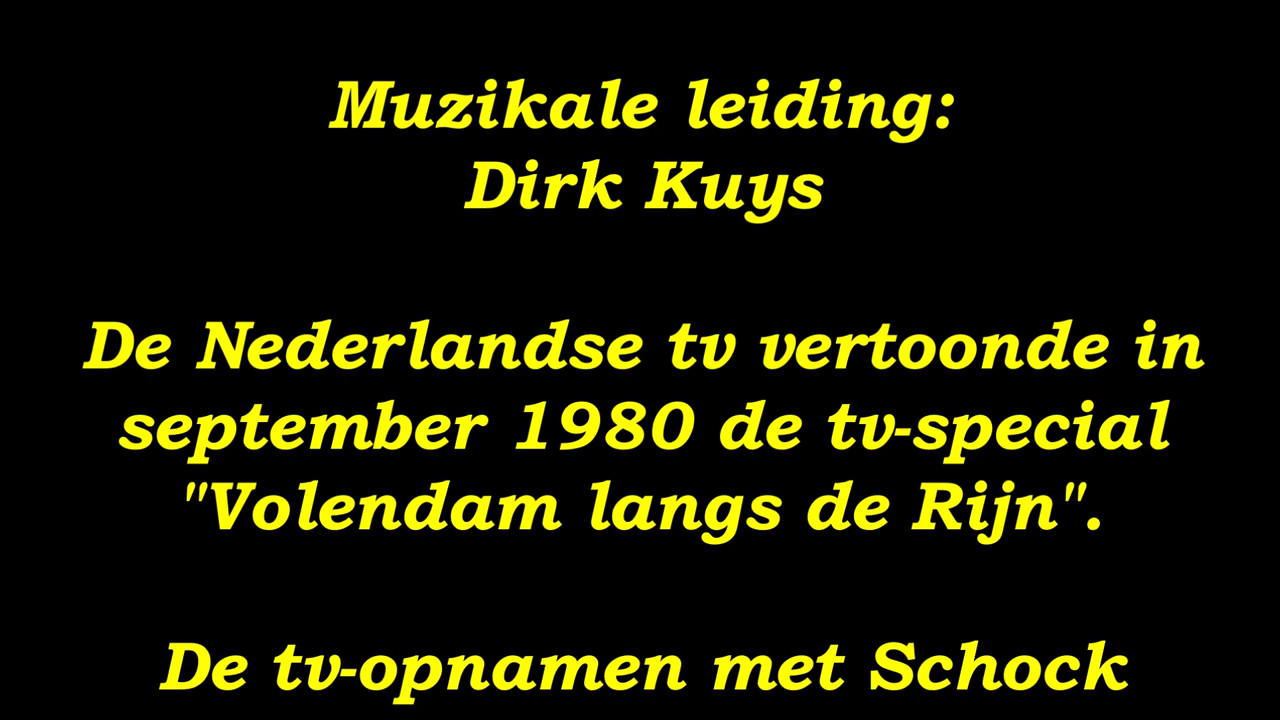 Muzikale leiding:
Dirk Kuys
De Nederlandse tv vertoonde in
september 1980 de tv-special
"Volendam langs de Rijn".
De tv-opnamen met Schock